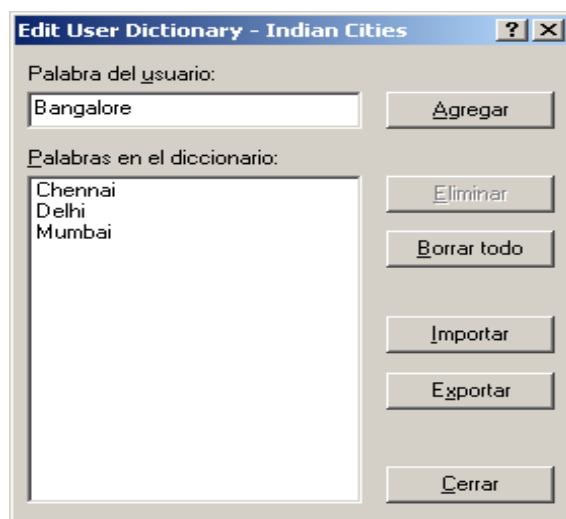 Edit User Dictionary - Indian Cities
Palabra del usuario:
Bangalore
Agregar
Palabras en el diccionario:
Chennai
Delhi
Mumbai
Eliminar
Borrar todo
Importar
Exportar
Cerrar